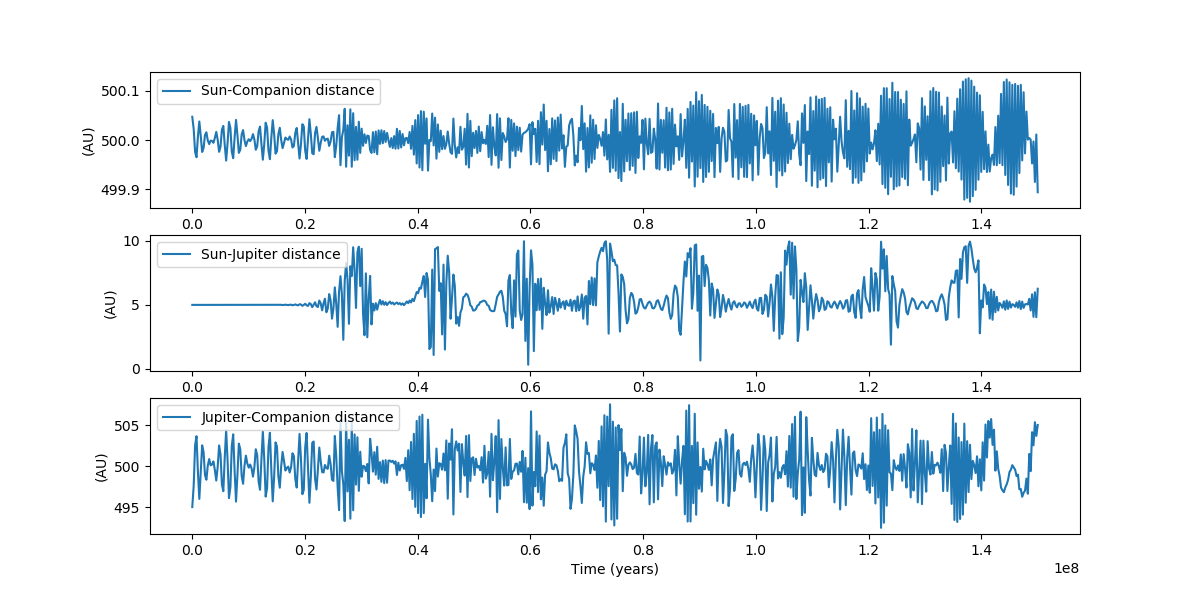 Sun-Companion distance
500.1
500.0
499.9
(AU)
0.0 0.2 0.4 0.6 0.8 1.0 1.2 1.4
Sun-Jupiter distance
10
5
0
(AU)
0.0 0.2 0.4 0.6 0.8 1.0 1.2 1.4
Jupiter-Companion distance
505
500
495
(AU)
0.0 0.2 0.4 0.6 0.8 1.0 1.2 1.4
Time (years)
1e8